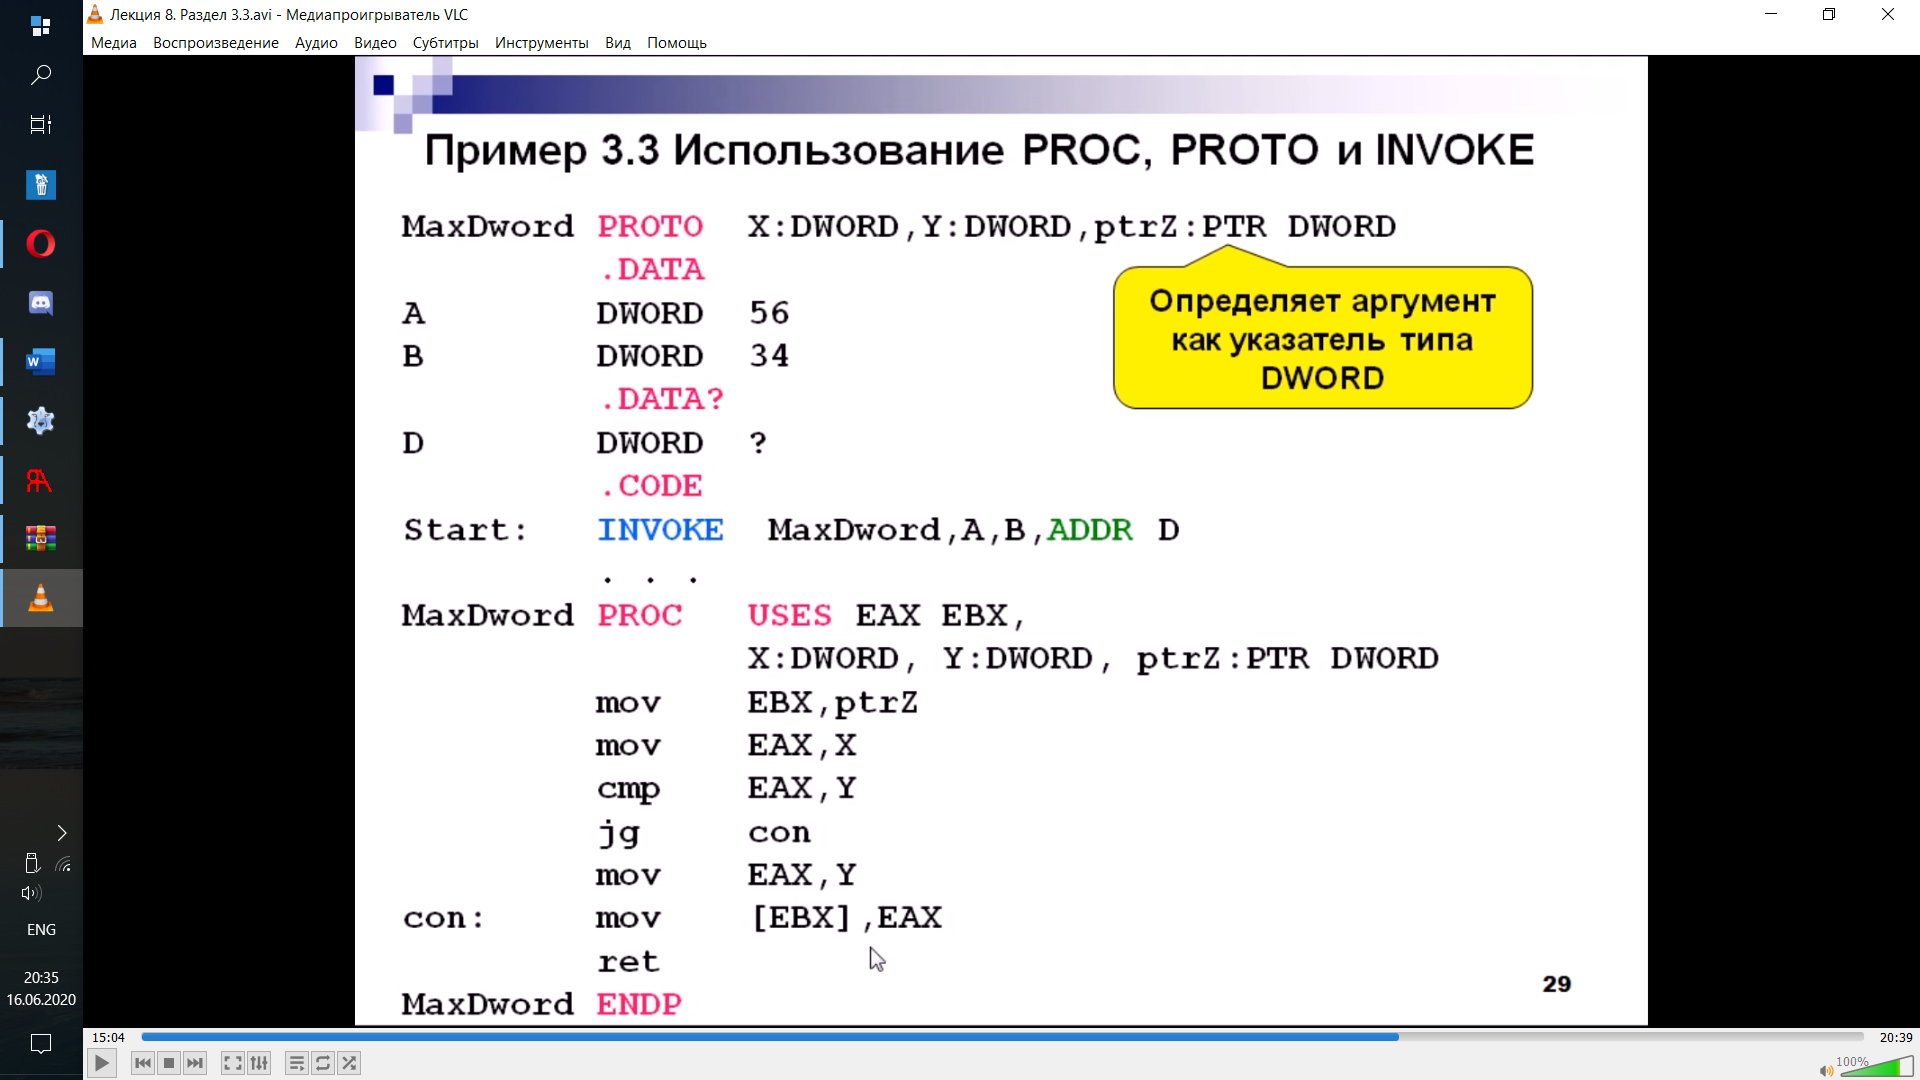 Лекция 8. Раздел 3.3.avi - Медиапроигрыватель VLC
Медиа Воспроизведение Аудио Видео Субтитры Инструменты Вид Помощь
Пример 3.3 Использование PROC, PROTO и INVOKE
MaxDword PROTO X:DWORD,Y:DWORD,ptrZ:PTR DWORD
.DATA
A DWORD 56
B DWORD 34
.DATA?
D DWORD ?
.CODE
Start: INVOKE MaxDword,A,B,ADDR D
. . .
MaxDword PROC USES EAX EBX,
X:DWORD, Y:DWORD, ptrZ:PTR DWORD
mov EBX,ptrZ
mov EAX,X
cmp EAX,Y
jg con
mov EAX,Y
con: mov [EBX],EAX
ret
MaxDword ENDP
Определяет аргумент
как указатель типа
DWORD
29
W
ЯА
ENG
20:35
16.06.2020
15:04
20:39
100%